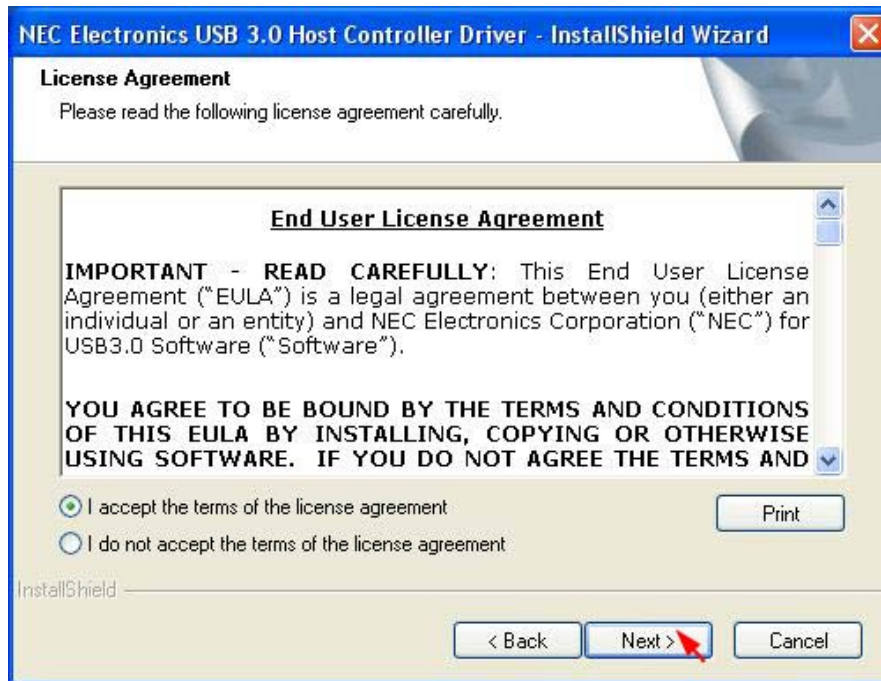 NEC Electronics USB 3.0 Host Controller Driver - InstallShield Wizard
License Agreement
Please read the following license agreement carefully.
End User License Agreement
IMPORTANT - READ CAREFULLY: This End User License
Agreement (“EULA”) is a legal agreement between you (either an
individual or an entity) and NEC Electronics Corporation (“NEC”) for
USB3.0 Software (“Software”).
YOU AGREE TO BE BOUND BY THE TERMS AND CONDITIONS
OF THIS EULA BY INSTALLING, COPYING OR OTHERWISE
USING SOFTWARE. IF YOU DO NOT AGREE THE TERMS AND
I accept the terms of the license agreement
Print
I do not accept the terms of the license agreement
InstallShield
< Back
Next >
Cancel